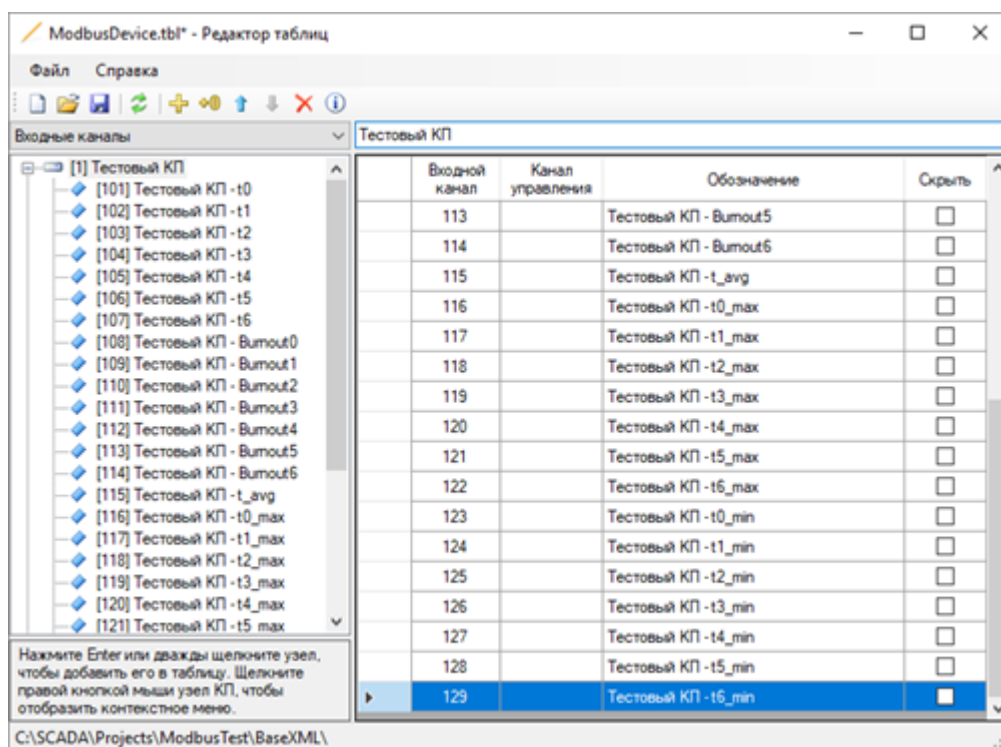 ModbusDevice.tbl* - Редактор таблиц
Файл Справка
Входные каналы
Тестовый КП
[1] Тестовый КП
[101] Тестовый КП - t0
[102] Тестовый КП - t1
[103] Тестовый КП - t2
[104] Тестовый КП - t3
[105] Тестовый КП - t4
[106] Тестовый КП - t5
[107] Тестовый КП - t6
[108] Тестовый КП - Burnout0
[109] Тестовый КП - Burnout1
[110] Тестовый КП - Burnout2
[111] Тестовый КП - Burnout3
[112] Тестовый КП - Burnout4
[113] Тестовый КП - Burnout5
[114] Тестовый КП - Burnout6
[115] Тестовый КП - t_avg
[116] Тестовый КП - t0_max
[117] Тестовый КП - t1_max
[118] Тестовый КП - t2_max
[119] Тестовый КП - t3_max
[120] Тестовый КП - t4_max
[121] Тестовый КП - t5_max
Нажмите Enter или дважды щелкните узел,
чтобы добавить его в таблицу. Щелкните
правой кнопкой мыши узел КП, чтобы
отобразить контекстное меню.
Входной канал Канал управления Обозначение Скрыть
113 Тестовый КП - Burnout5
114 Тестовый КП - Burnout6
115 Тестовый КП - t_avg
116 Тестовый КП - t0_max
117 Тестовый КП - t1_max
118 Тестовый КП - t2_max
119 Тестовый КП - t3_max
120 Тестовый КП - t4_max
121 Тестовый КП - t5_max
122 Тестовый КП - t6_max
123 Тестовый КП - t0_min
124 Тестовый КП - t1_min
125 Тестовый КП - t2_min
126 Тестовый КП - t3_min
127 Тестовый КП - t4_min
128 Тестовый КП - t5_min
129 Тестовый КП - t6_min
C:\SCADA\Projects\ModbusTest\BaseXML\